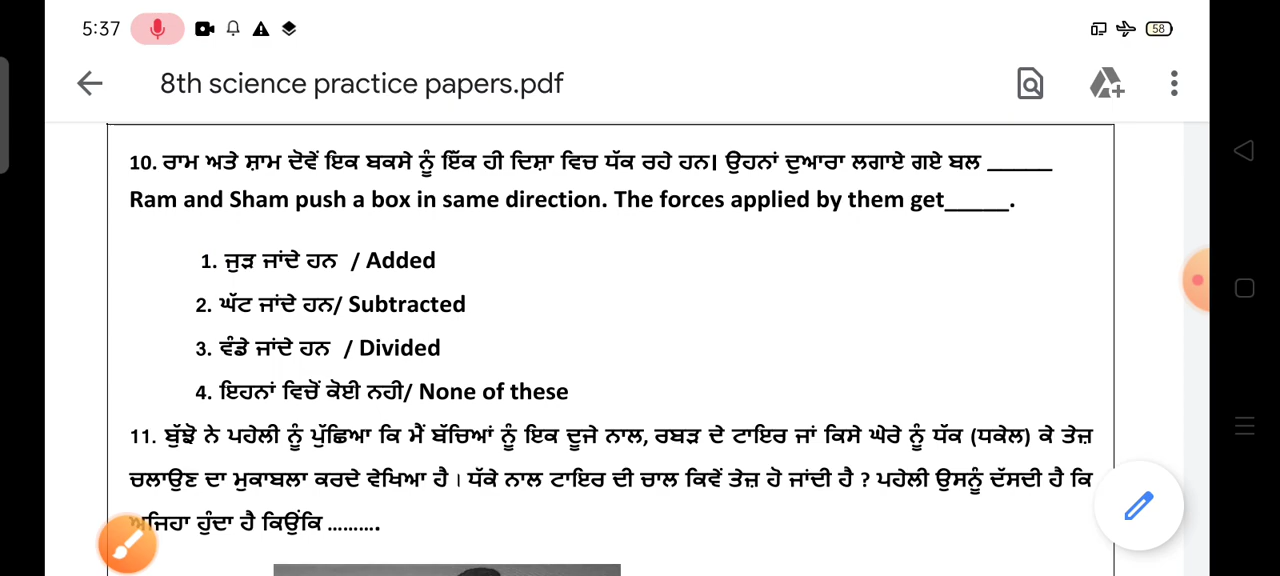 5:37
58
8th science practice papers.pdf
10. ਰਾਮ ਅਤੇ ਸ਼ਾਮ ਦੋਵੇਂ ਇਕ ਬਕਸੇ ਨੂੰ ਇੱਕ ਹੀ ਦਿਸ਼ਾ ਵਿਚ ਧੱਕ ਰਹੇ ਹਨ। ਉਹਨਾਂ ਦੁਆਰਾ ਲਗਾਏ ਗਏ ਬਲ ______
Ram and Sham push a box in same direction. The forces applied by them get______.
1. ਜੁੜ ਜਾਂਦੇ ਹਨ / Added
2. ਘੱਟ ਜਾਂਦੇ ਹਨ/ Subtracted
3. ਵੰਡੇ ਜਾਂਦੇ ਹਨ / Divided
4. ਇਹਨਾਂ ਵਿਚੋਂ ਕੋਈ ਨਹੀ/ None of these
11. ਬੁੱਝੋ ਨੇ ਪਹੇਲੀ ਨੂੰ ਪੁੱਛਿਆ ਕਿ ਮੈਂ ਬੱਚਿਆਂ ਨੂੰ ਇਕ ਦੂਜੇ ਨਾਲ, ਰਬੜ ਦੇ ਟਾਇਰ ਜਾਂ ਕਿਸੇ ਘੇਰੇ ਨੂੰ ਧੱਕ (ਧਕੇਲ) ਕੇ ਤੇਜ਼
ਚਲਾਉਣ ਦਾ ਮੁਕਾਬਲਾ ਕਰਦੇ ਵੇਖਿਆ ਹੈ। ਧੱਕੇ ਨਾਲ ਟਾਇਰ ਦੀ ਚਾਲ ਕਿਵੇਂ ਤੇਜ਼ ਹੋ ਜਾਂਦੀ ਹੈ ? ਪਹੇਲੀ ਉਸਨੂੰ ਦੱਸਦੀ ਹੈ ਕਿ
ਅਜਿਹਾ ਹੁੰਦਾ ਹੈ ਕਿਉਂਕਿ ..........